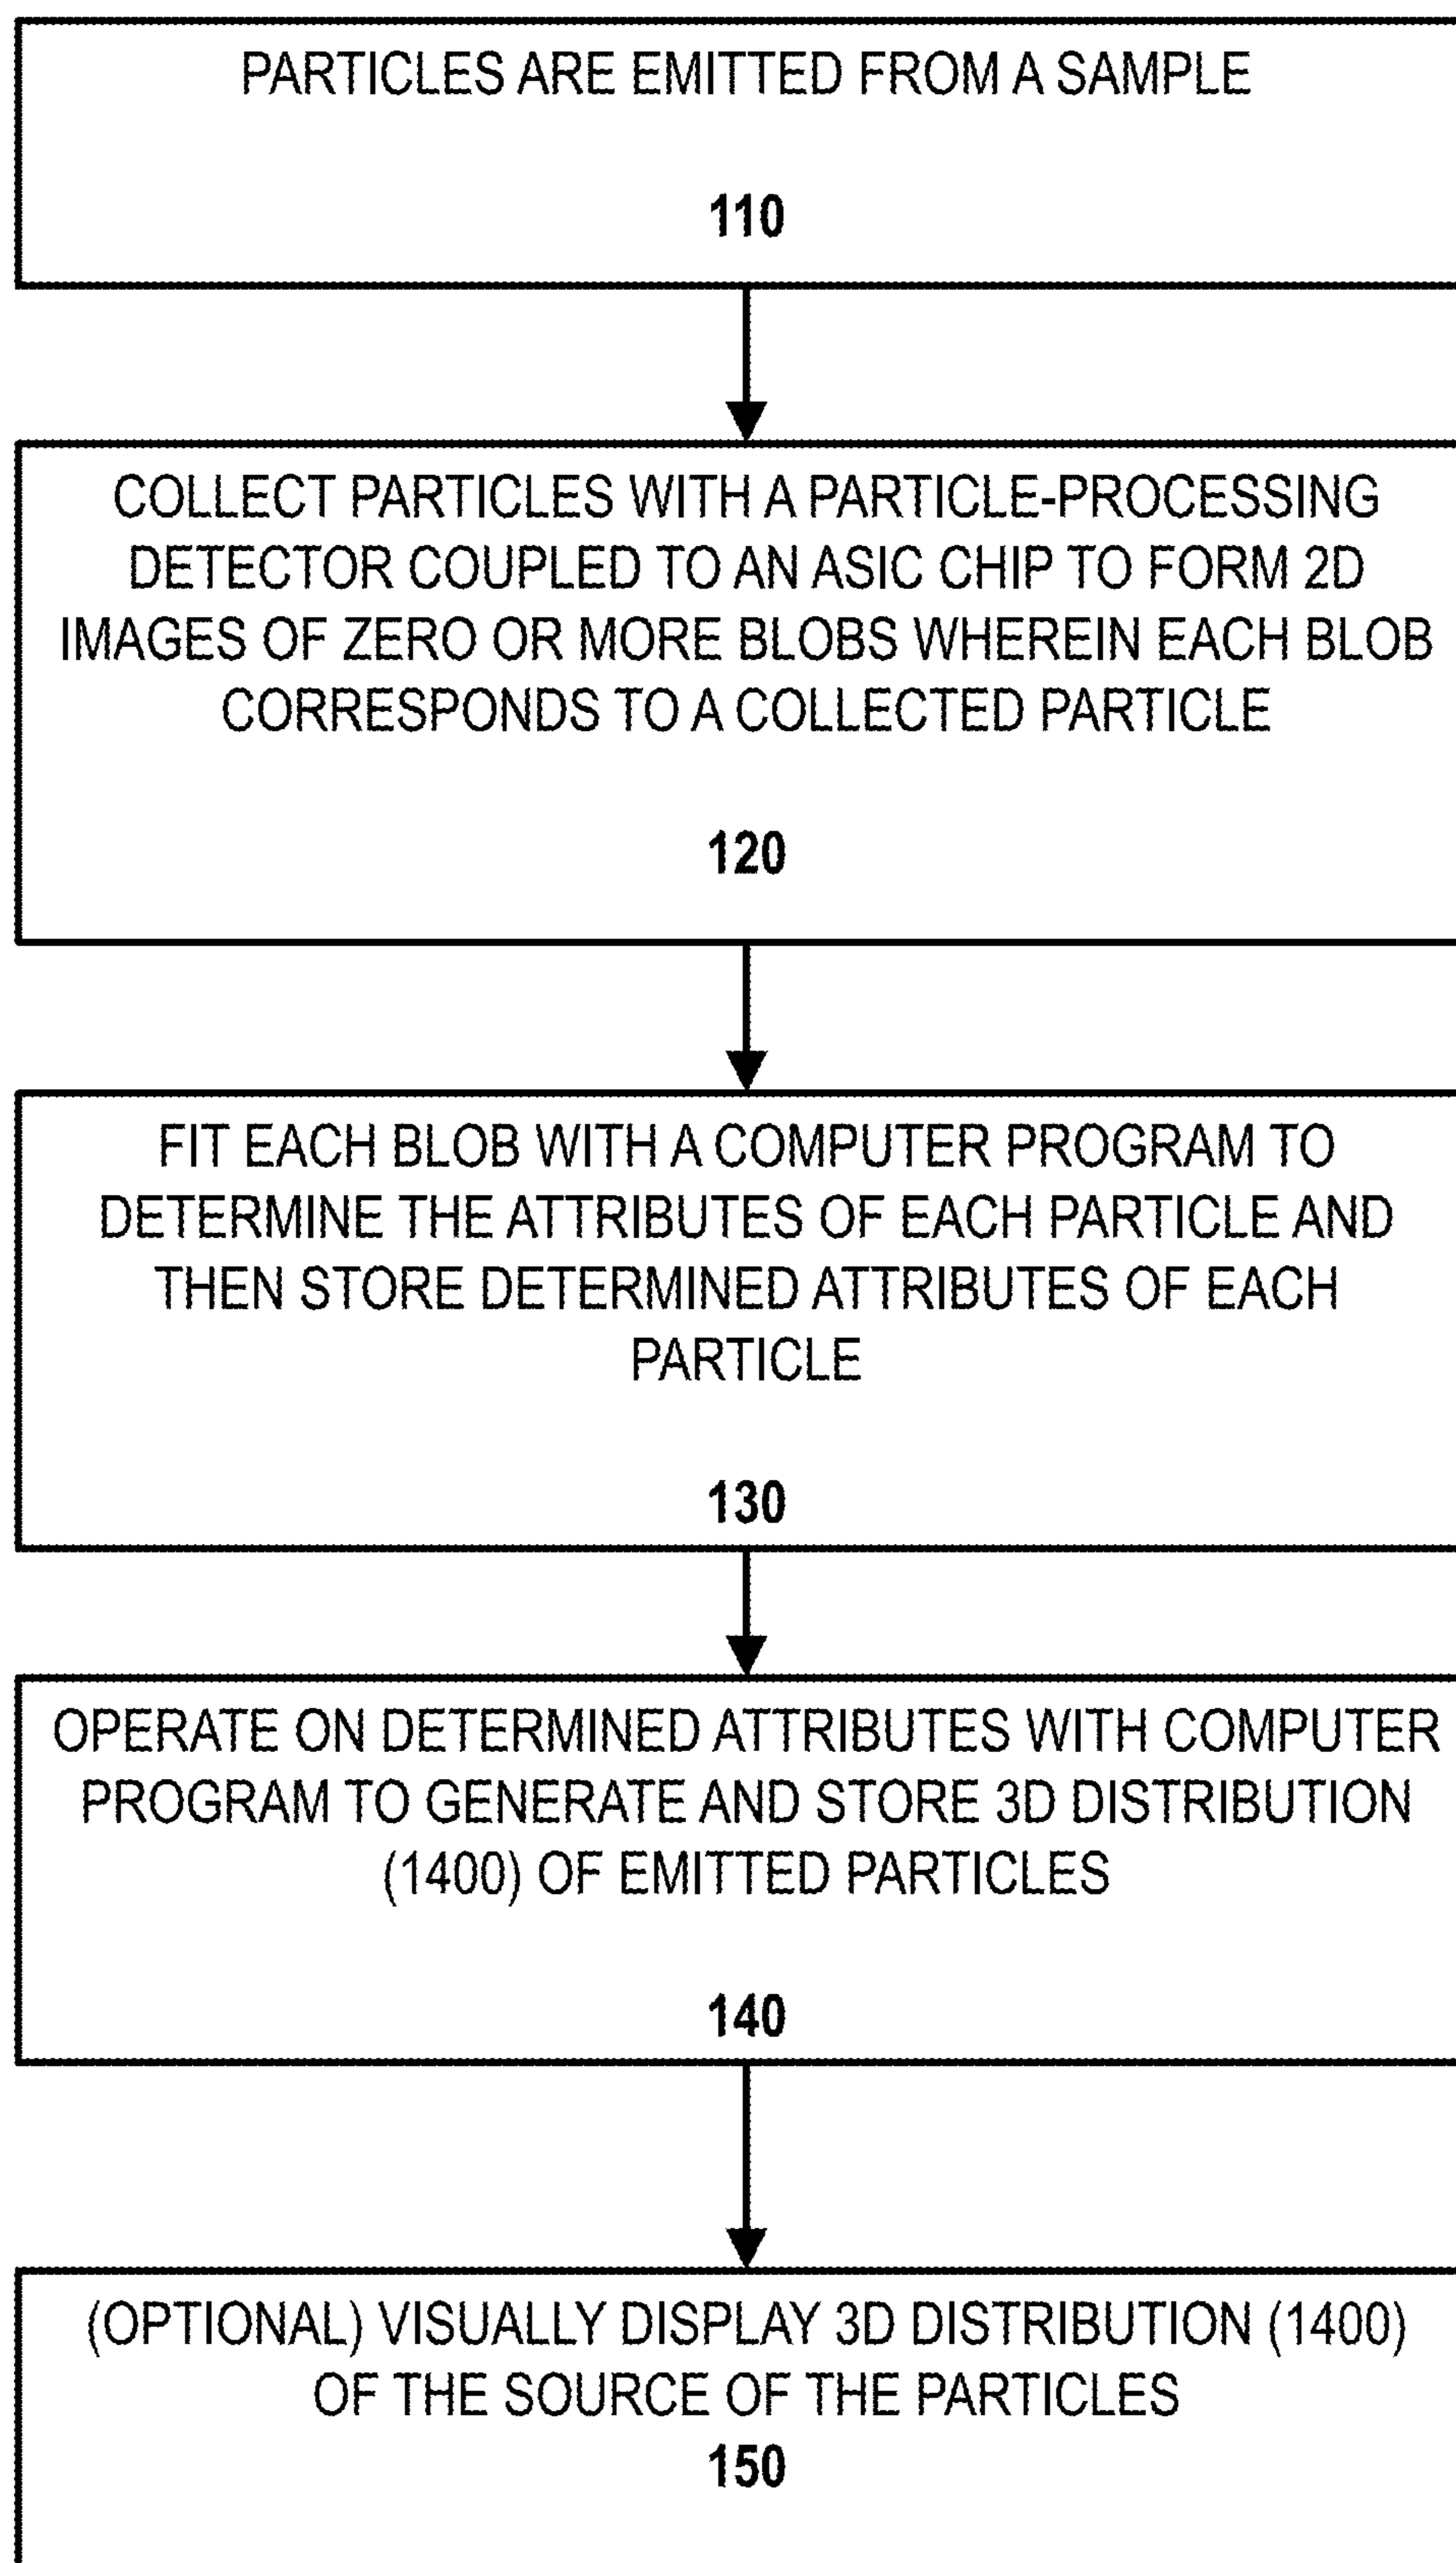 PARTICLES ARE EMITTED FROM A SAMPLE
110
COLLECT PARTICLES WITH A PARTICLE-PROCESSING
DETECTOR COUPLED TO AN ASIC CHIP TO FORM 2D
IMAGES OF ZERO OR MORE BLOBS WHEREIN EACH BLOB
CORRESPONDS TO A COLLECTED PARTICLE
120
FIT EACH BLOB WITH A COMPUTER PROGRAM TO
DETERMINE THE ATTRIBUTES OF EACH PARTICLE AND
THEN STORE DETERMINED ATTRIBUTES OF EACH
PARTICLE
130
OPERATE ON DETERMINED ATTRIBUTES WITH COMPUTER
PROGRAM TO GENERATE AND STORE 3D DISTRIBUTION
(1400) OF EMITTED PARTICLES
140
(OPTIONAL) VISUALLY DISPLAY 3D DISTRIBUTION (1400)
OF THE SOURCE OF THE PARTICLES
150